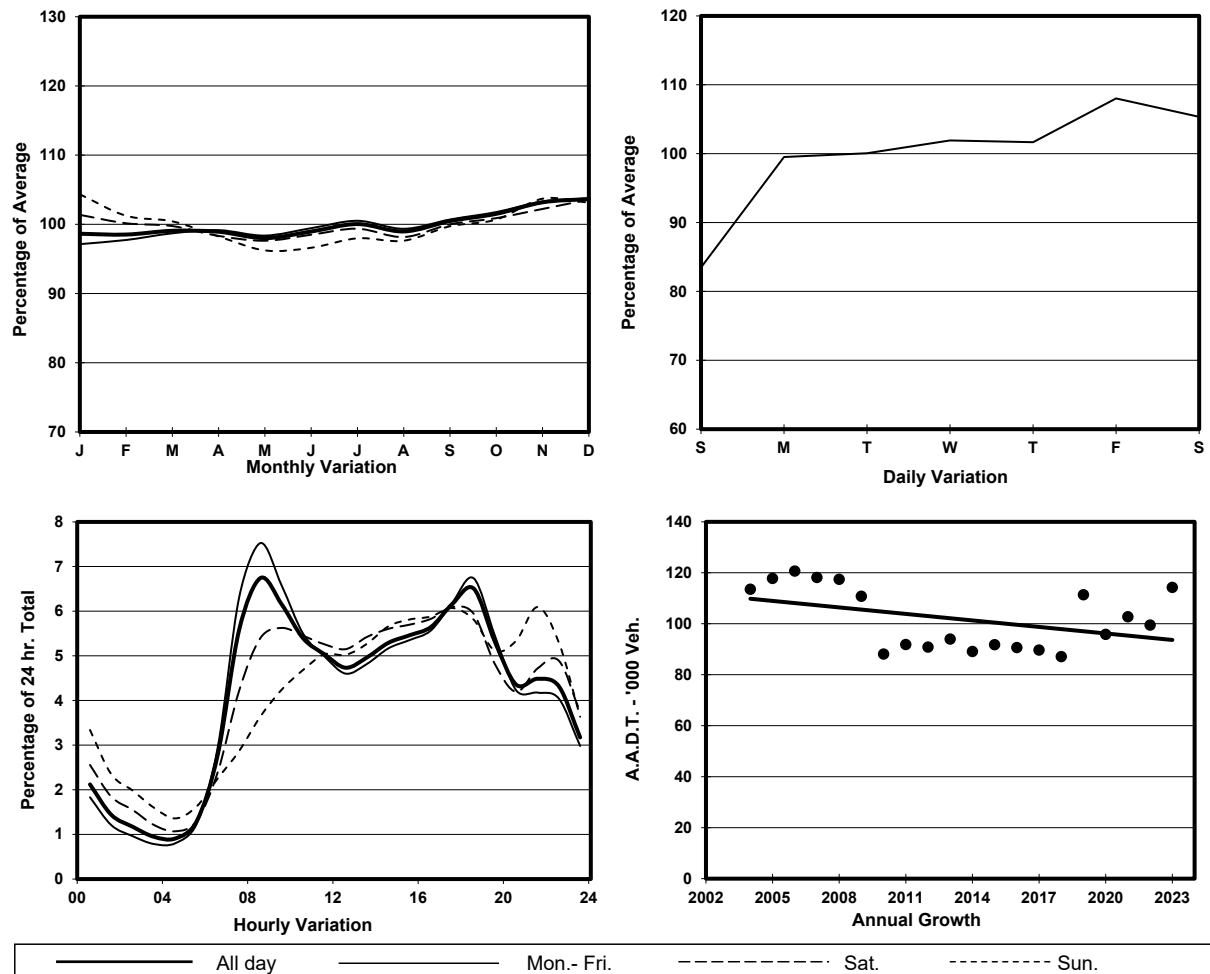 Percentage of Average
130
120
110
100
90
80
70
J F M A M J J A S O N D
Monthly Variation
Percentage of Average
120
110
100
90
80
70
60
S M T W T F S
Daily Variation
Percentage of 24 hr. Total
8
7
6
5
4
3
2
1
0
00 04 08 12 16 20 24
Hourly Variation
A.A.D.T. - '000 Veh.
140
120
100
80
60
40
20
0
2002 2005 2008 2011 2014 2017 2020 2023
Annual Growth
All day Mon.- Fri. Sat. Sun.